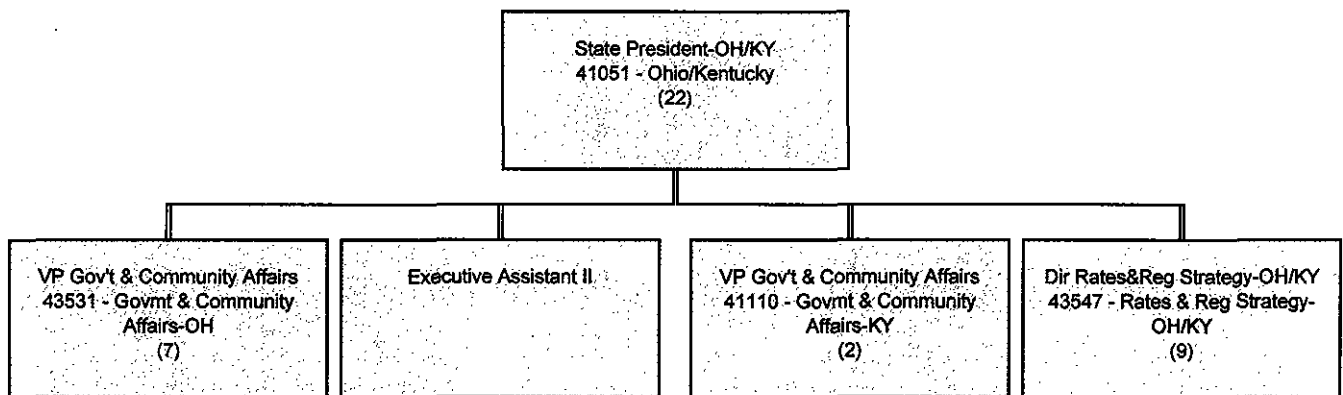 State President-OH/KY
41051 - Ohio/Kentucky
(22)
VP Gov't & Community Affairs
43531 - Govmt & Community
Affairs-OH
(7)
Executive Assistant II
VP Gov't & Community Affairs
41110 - Govmt & Community
Affairs-KY
(2)
Dir Rates&Reg Strategy-OH/KY
43547 - Rates & Reg Strategy-
OH/KY
(9)